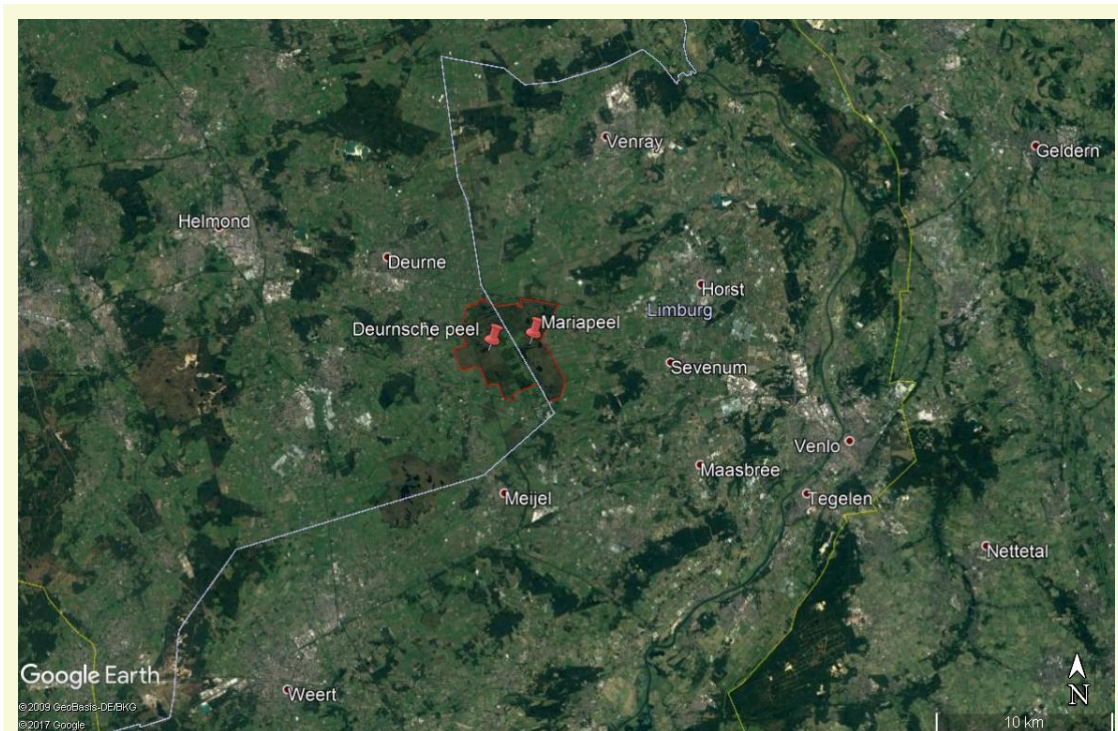 Venray
Geldern
Helmond
Deurne
Horst
Limburg
Deurnsche peel
Mariapeel
Sevenum
Venlo
Maasbree
Meijel
Tegelen
Nettetal
Google Earth
Weert
N
©2009 GeoBasis-DE/BKG
©2017 Google
10 km